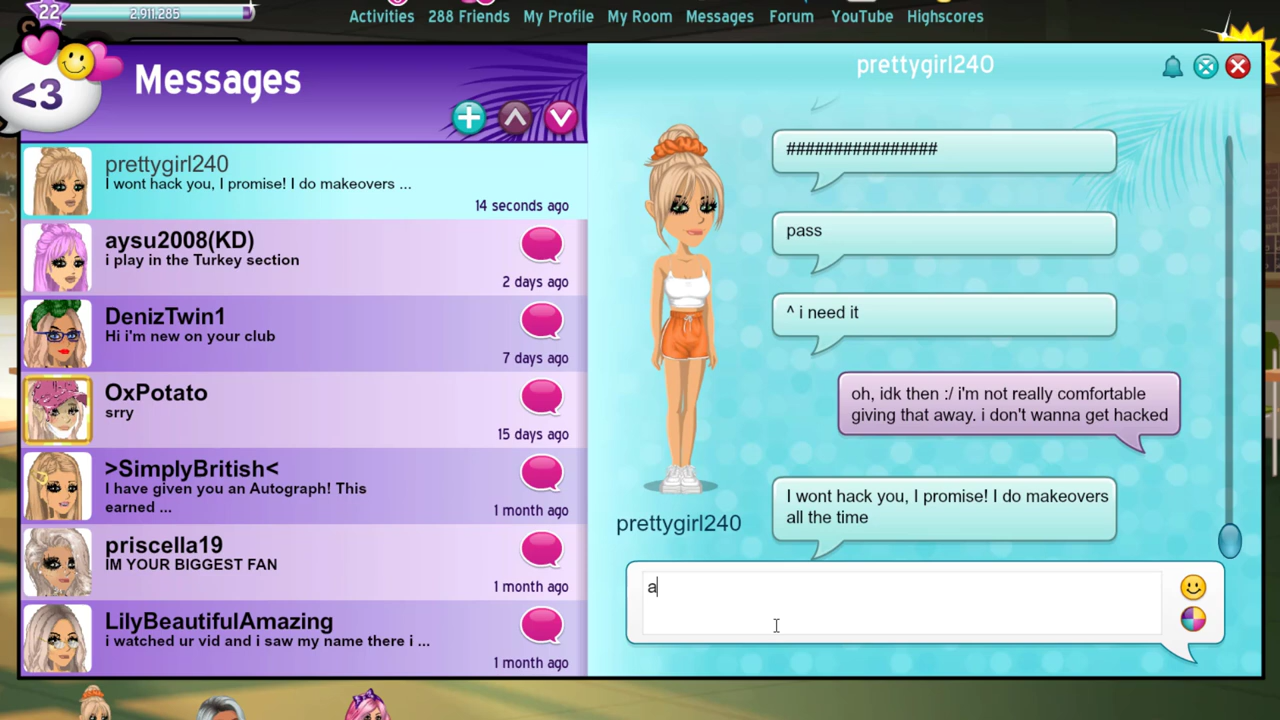 22
2,911,285
Activities
288 Friends
My Profile
My Room
Messages
Forum
YouTube
Highscores
<3
Messages
prettygirl240
I wont hack you, I promise! I do makeovers ...
14 seconds ago
aysu2008(KD)
i play in the Turkey section
2 days ago
DenizTwin1
Hi i'm new on your club
7 days ago
OxPotato
srry
15 days ago
>SimplyBritish<
I have given you an Autograph! This
earned ...
1 month ago
priscella19
IM YOUR BIGGEST FAN
1 month ago
LilyBeautifulAmazing
i watched ur vid and i saw my name there i ...
1 month ago
prettygirl240
################
pass
^ i need it
oh, idk then :/ i'm not really comfortable
giving that away. i don't wanna get hacked
I wont hack you, I promise! I do makeovers
all the time
prettygirl240
a